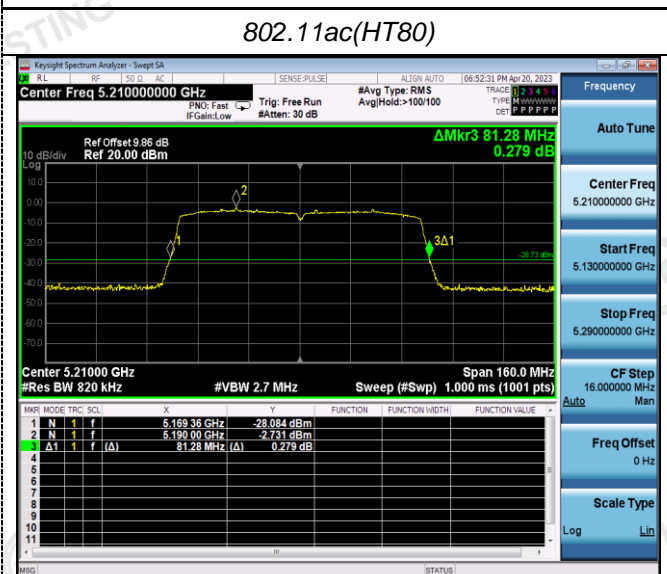 STING
802.11ac(HT80)
Keysight Spectrum Analyzer - Swept SA
RL RF 50 Ω AC SENSE:PULSE ALIGN AUTO 06:52:31 PM Apr 20, 2023
Center Freq 5.210000000 GHz #Avg Type: RMS TRACE 1 2 3 4 5 6
PNO: Fast Trig: Free Run Avg|Hold:>100/100 TYPE M WWWWW
IFGain:Low #Atten: 30 dB DET P P P P P P
Frequency
Auto Tune
Center Freq
5.210000000 GHz
Start Freq
5.130000000 GHz
Stop Freq
5.290000000 GHz
CF Step
16.000000 MHz
Auto Man
Freq Offset
0 Hz
Scale Type
Log Lin
Ref Offset 9.86 dB ΔMkr3 81.28 MHz
10 dB/div Ref 20.00 dBm 0.279 dB
Log
10.0
0.00
-10.0
-20.0
-30.0
-40.0
-50.0
-60.0
-70.0
2
1
3Δ1
-28.73 dBm
Center 5.21000 GHz Span 160.0 MHz
#Res BW 820 kHz #VBW 2.7 MHz Sweep (#Swp) 1.000 ms (1001 pts)
MKR MODE TRC SCL X Y FUNCTION FUNCTION WIDTH FUNCTION VALUE
1 N 1 f 5.169 36 GHz -28.084 dBm
2 N 1 f 5.190 00 GHz -2.731 dBm
3 Δ1 1 f (Δ) 81.28 MHz (Δ) 0.279 dB
4
5
6
7
8
9
10
11
MSG STATUS